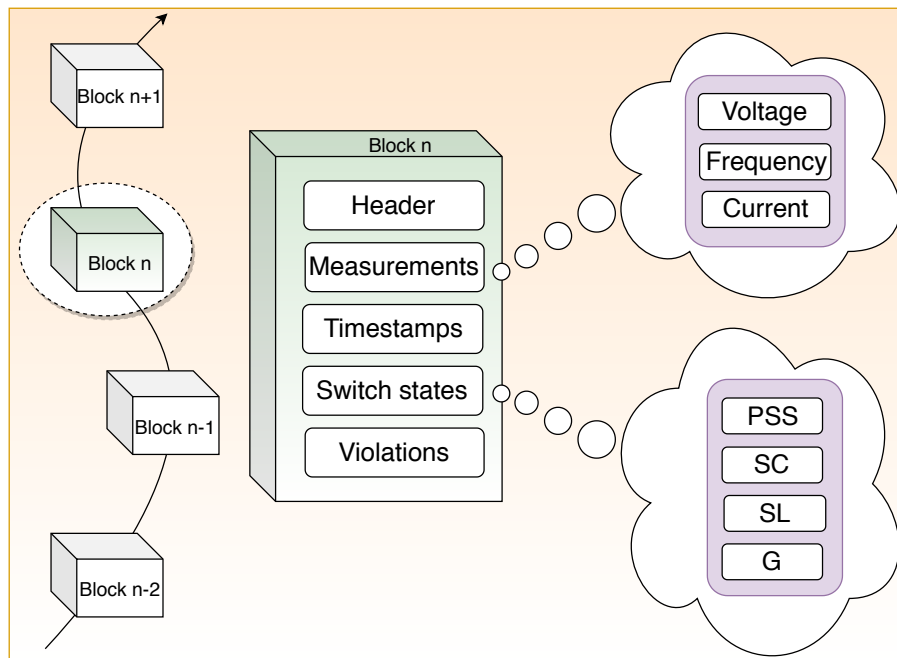 Block n+1
Block n
Block n-1
Block n-2
Block n
Header
Measurements
Timestamps
Switch states
Violations
Voltage
Frequency
Current
PSS
SC
SL
G